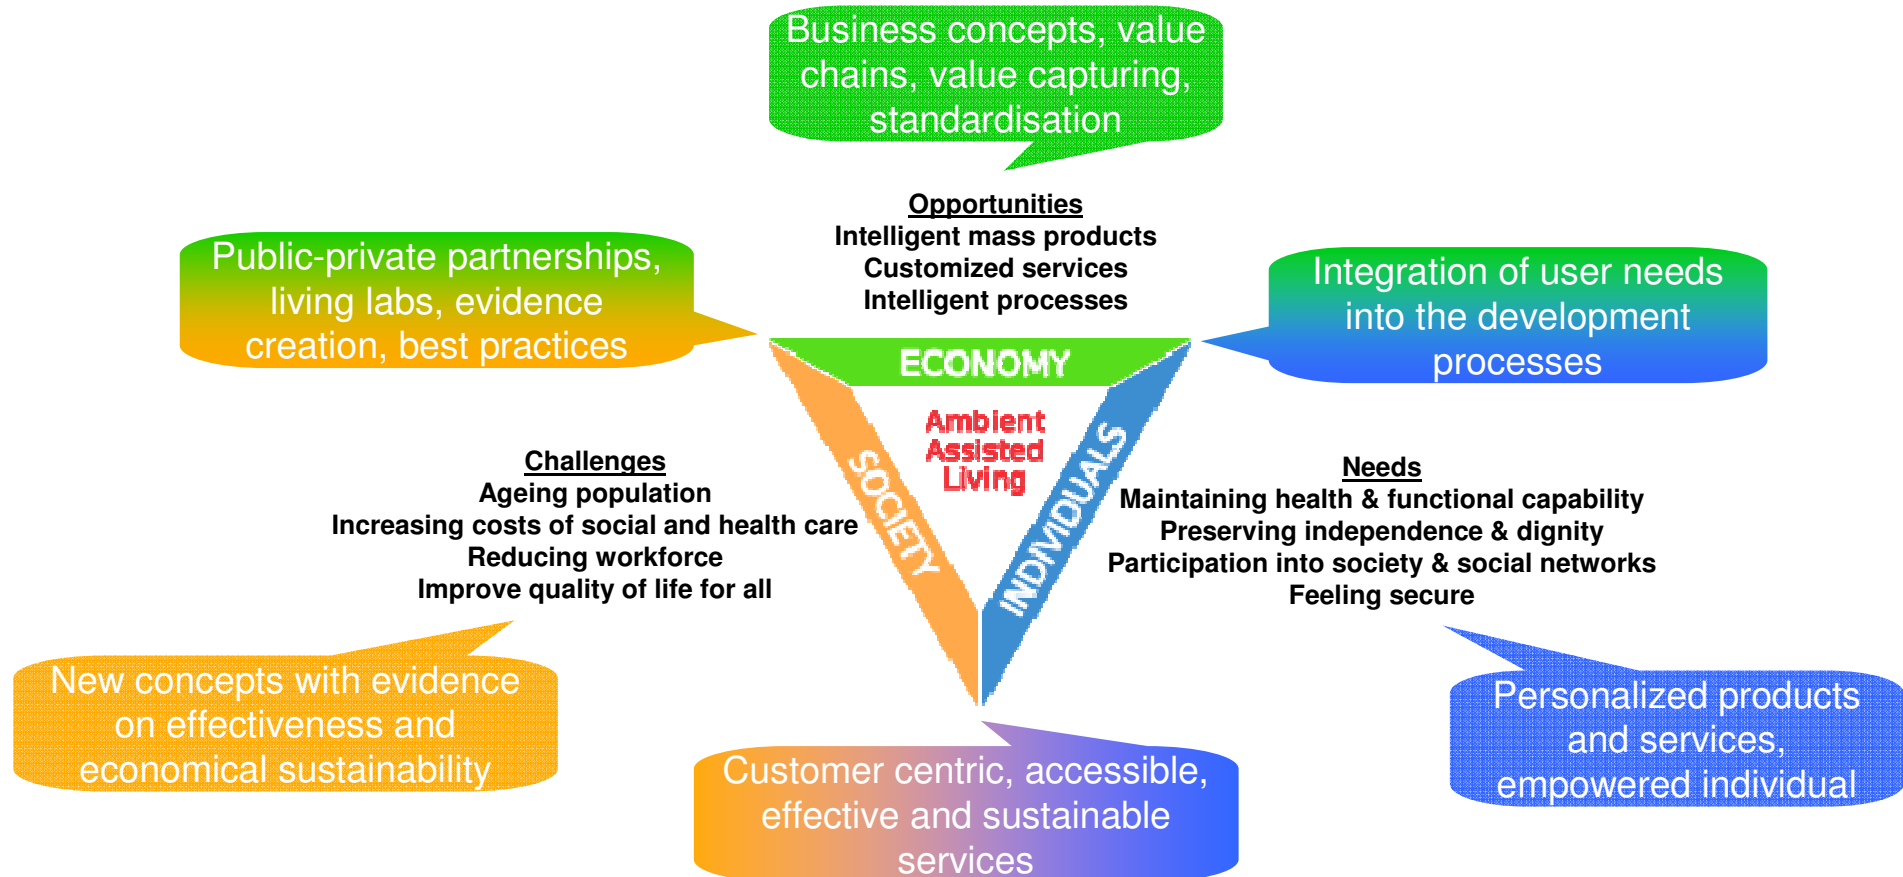 Business concepts, value
chains, value capturing,
standardisation
Opportunities
Intelligent mass products
Customized services
Intelligent processes
Public-private partnerships,
living labs, evidence
creation, best practices
Integration of user needs
into the development
processes
ECONOMY
Ambient
Assisted
Living
SOCIETY
INDIVIDUALS
Challenges
Ageing population
Increasing costs of social and health care
Reducing workforce
Improve quality of life for all
Needs
Maintaining health & functional capability
Preserving independence & dignity
Participation into society & social networks
Feeling secure
New concepts with evidence
on effectiveness and
economical sustainability
Customer centric, accessible,
effective and sustainable
services
Personalized products
and services,
empowered individual